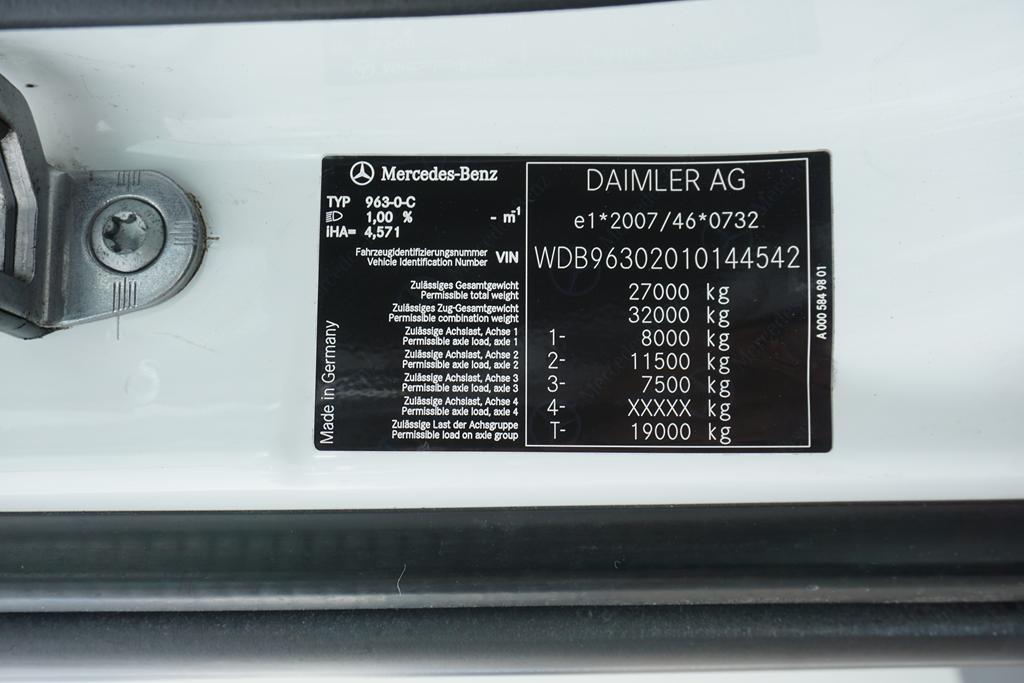 Mercedes-Benz
TYP 963-0-C
1,00 % - m⁻¹
iHA= 4,571
Fahrzeugidentifizierungsnummer
Vehicle Identification Number VIN
Zulässiges Gesamtgewicht
Permissible total weight
Zulässiges Zug-Gesamtgewicht
Permissible combination weight
Zulässige Achslast, Achse 1
Permissible axle load, axle 1
Zulässige Achslast, Achse 2
Permissible axle load, axle 2
Zulässige Achslast, Achse 3
Permissible axle load, axle 3
Zulässige Achslast, Achse 4
Permissible axle load, axle 4
Zulässige Last der Achsgruppe
Permissible load on axle group
Made in Germany
DAIMLER AG
e1*2007/46*0732
WDB96302010144542
27000 kg
32000 kg
1- 8000 kg
2- 11500 kg
3- 7500 kg
4- XXXXX kg
T- 19000 kg
A 000 584 98 01